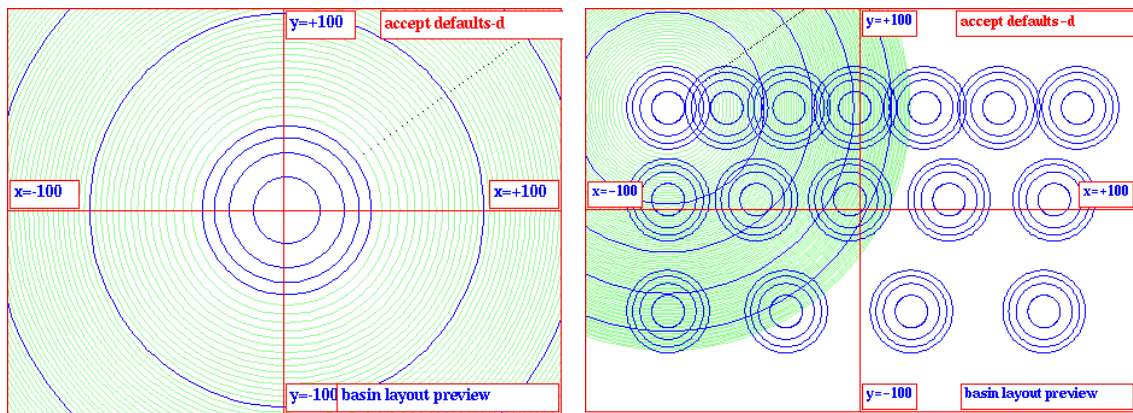 y=+100
accept defaults-d
x=-100
x=+100
y=-100
basin layout preview
y=+100
accept defaults-d
x=-100
x=+100
y=-100
basin layout preview